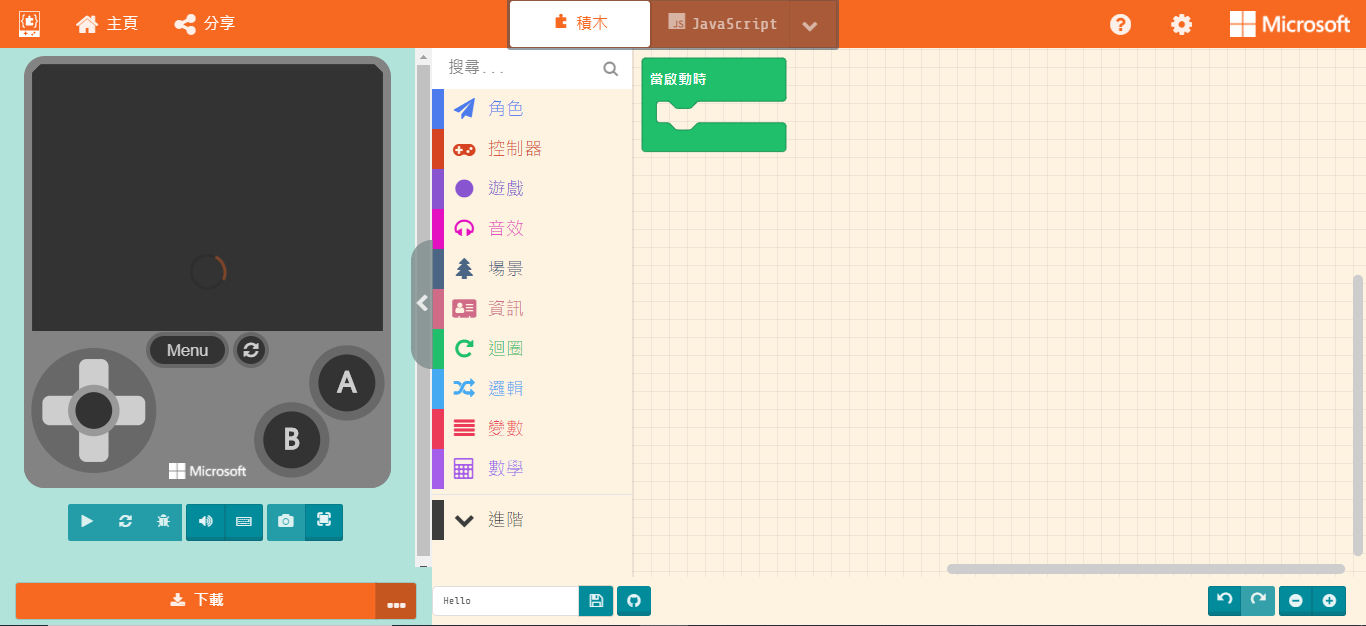 主頁
分享
積木
JavaScript
Microsoft
搜尋...
角色
控制器
遊戲
音效
場景
資訊
迴圈
邏輯
變數
數學
進階
當啟動時
Menu
A
B
Microsoft
下載
Hello